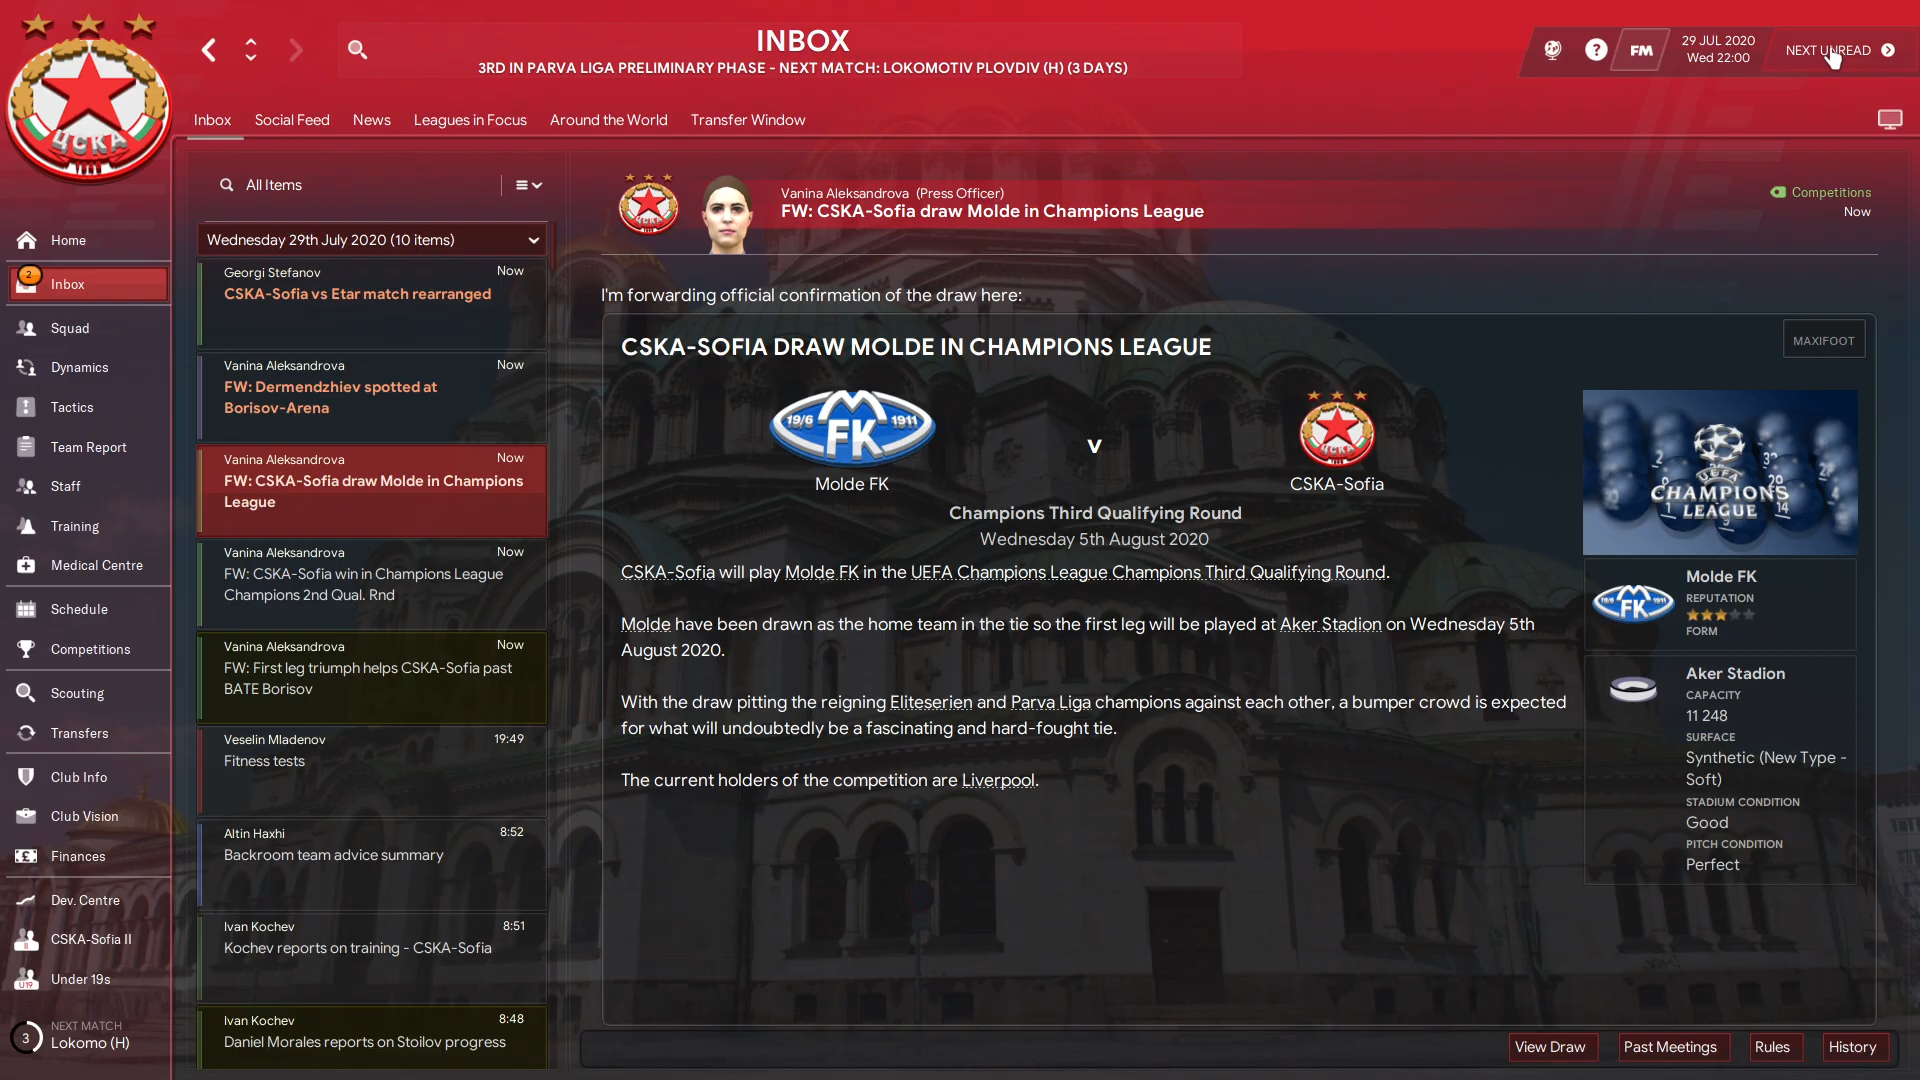 INBOX
3RD IN PARVA LIGA PRELIMINARY PHASE - NEXT MATCH: LOKOMOTIV PLOVDIV (H) (3 DAYS)
FM
29 JUL 2020
Wed 22:00
NEXT UNREAD
ЦСКА
Inbox
Social Feed
News
Leagues in Focus
Around the World
Transfer Window
Home
2
Inbox
Squad
Dynamics
Tactics
Team Report
Staff
Training
Medical Centre
Schedule
Competitions
Scouting
Transfers
Club Info
Club Vision
Finances
Dev. Centre
CSKA-Sofia II
U19
Under 19s
3
NEXT MATCH
Lokomo (H)
All Items
Wednesday 29th July 2020 (10 items)
Georgi Stefanov
Now
CSKA-Sofia vs Etar match rearranged
Vanina Aleksandrova
Now
FW: Dermendzhiev spotted at
Borisov-Arena
Vanina Aleksandrova
Now
FW: CSKA-Sofia draw Molde in Champions
League
Vanina Aleksandrova
Now
FW: CSKA-Sofia win in Champions League
Champions 2nd Qual. Rnd
Vanina Aleksandrova
Now
FW: First leg triumph helps CSKA-Sofia past
BATE Borisov
Veselin Mladenov
19:49
Fitness tests
Altin Haxhi
8:52
Backroom team advice summary
Ivan Kochev
8:51
Kochev reports on training - CSKA-Sofia
Ivan Kochev
8:48
Daniel Morales reports on Stoilov progress
Vanina Aleksandrova (Press Officer)
FW: CSKA-Sofia draw Molde in Champions League
Competitions
Now
I'm forwarding official confirmation of the draw here:
CSKA-SOFIA DRAW MOLDE IN CHAMPIONS LEAGUE
MAXIFOOT
19/6 M 1911
FK
Molde FK
v
ЦСКА
CSKA-Sofia
Champions Third Qualifying Round
Wednesday 5th August 2020
CSKA-Sofia will play Molde FK in the UEFA Champions League Champions Third Qualifying Round.
Molde have been drawn as the home team in the tie so the first leg will be played at Aker Stadion on Wednesday 5th
August 2020.
With the draw pitting the reigning Eliteserien and Parva Liga champions against each other, a bumper crowd is expected
for what will undoubtedly be a fascinating and hard-fought tie.
The current holders of the competition are Liverpool.
UEFA
CHAMPIONS
LEAGUE
Molde FK
REPUTATION
FORM
Aker Stadion
CAPACITY
11 248
SURFACE
Synthetic (New Type -
Soft)
STADIUM CONDITION
Good
PITCH CONDITION
Perfect
View Draw
Past Meetings
Rules
History